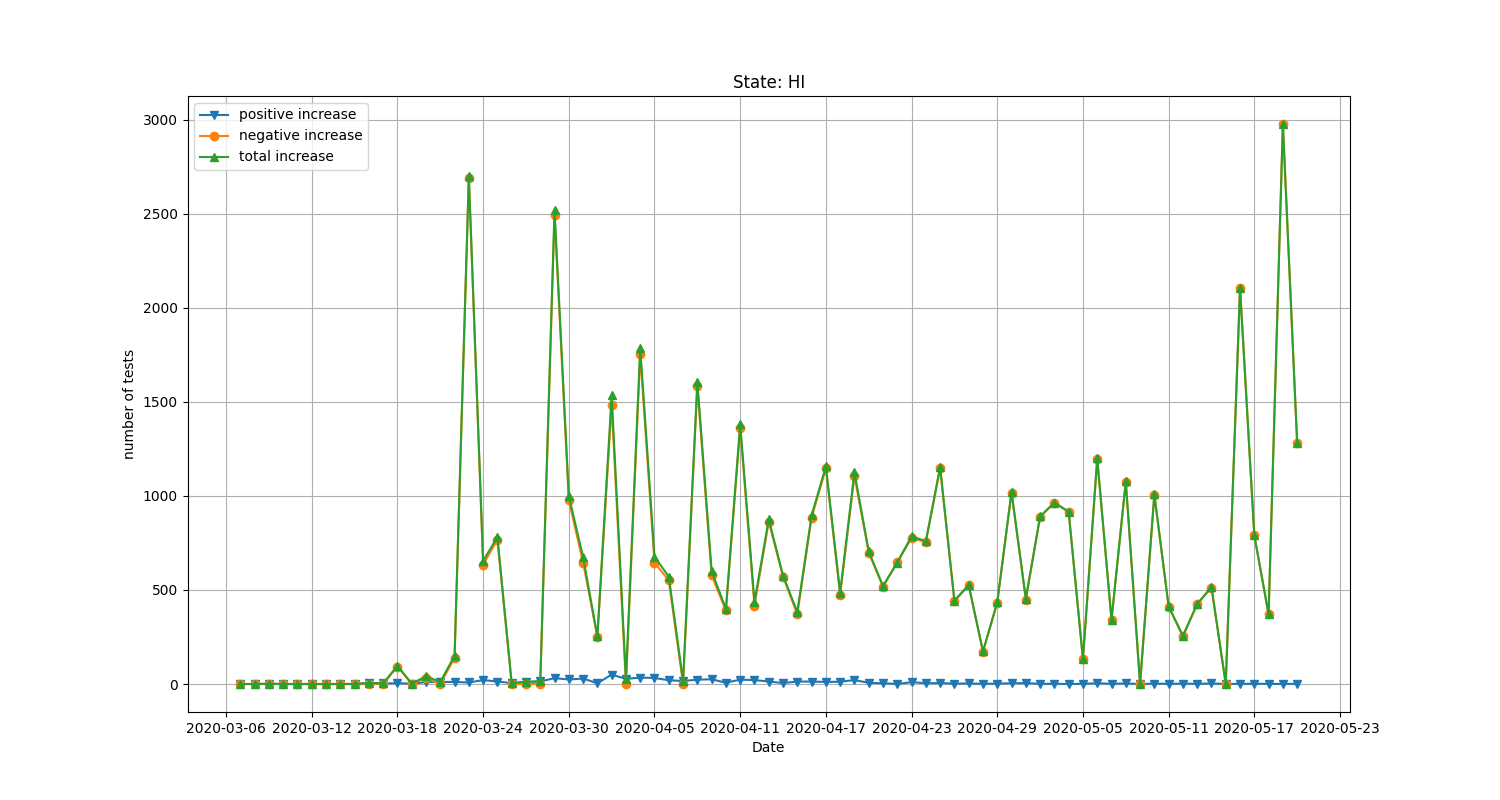 State: HI
positive increase
negative increase
total increase
3000
2500
2000
1500
1000
500
0
number of tests
2020-03-06 2020-03-12 2020-03-18 2020-03-24 2020-03-30 2020-04-05 2020-04-11 2020-04-17 2020-04-23 2020-04-29 2020-05-05 2020-05-11 2020-05-17 2020-05-23
Date